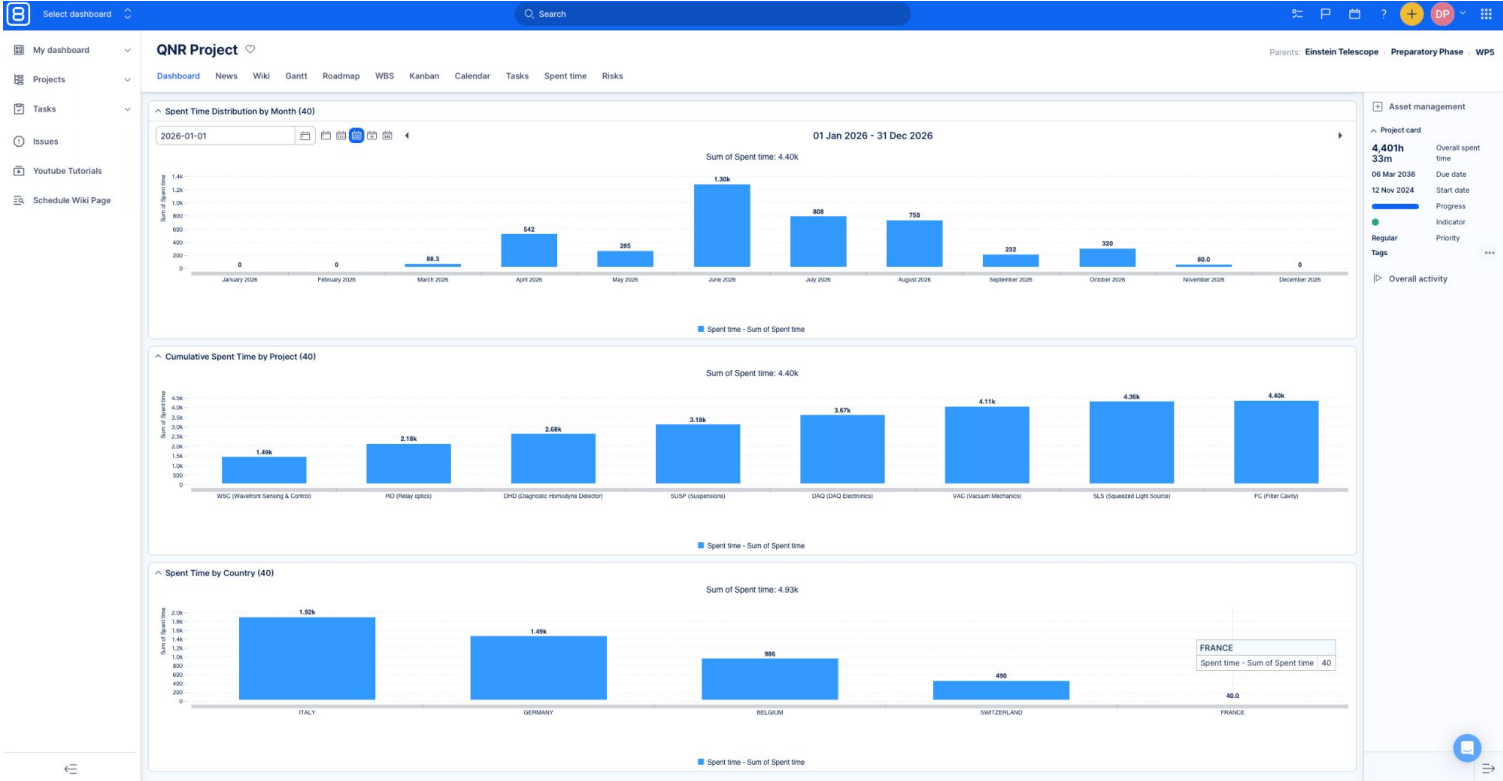 8 Select dashboard Search ? + DP
My dashboard
Projects
Tasks
Issues
Youtube Tutorials
Schedule Wiki Page
QNR Project
Parents: Einstein Telescope Preparatory Phase WP5
Dashboard News Wiki Gantt Roadmap WBS Kanban Calendar Tasks Spent time Risks
Spent Time Distribution by Month (40)
2026-01-01
01 Jan 2026 - 31 Dec 2026
Sum of Spent time: 4.40k
Sum of Spent time
1.4k
1.2k
1.0k
800
600
400
200
0
0 0 88.3 542 285 1.30k 808 750 232 320 80.0 0
January 2026 February 2026 March 2026 April 2026 May 2026 June 2026 July 2026 August 2026 September 2026 October 2026 November 2026 December 2026
Spent time - Sum of Spent time
Cumulative Spent Time by Project (40)
Sum of Spent time: 4.40k
Sum of Spent time
4.5k
4.0k
3.5k
3.0k
2.5k
2.0k
1.5k
1.0k
500
0
1.49k 2.18k 2.68k 3.18k 3.67k 4.11k 4.36k 4.40k
WSC (Wavefront Sensing & Control) RO (Relay optics) DHD (Diagnostic Homodyne Detector) SUSP (Suspensions) DAQ (DAQ Electronics) VAC (Vacuum Mechanics) SLS (Squeezed Light Source) FC (Filter Cavity)
Spent time - Sum of Spent time
Spent Time by Country (40)
Sum of Spent time: 4.93k
Sum of Spent time
2.0k
1.8k
1.6k
1.4k
1.2k
1.0k
800
600
400
200
0
1.92k 1.49k 986 490 40.0
FRANCE
Spent time - Sum of Spent time 40
ITALY GERMANY BELGIUM SWITZERLAND FRANCE
Spent time - Sum of Spent time
Asset management
Project card
4,401h 33m Overall spent time
06 Mar 2036 Due date
12 Nov 2024 Start date
Progress
Indicator
Regular Priority
Tags
Overall activity